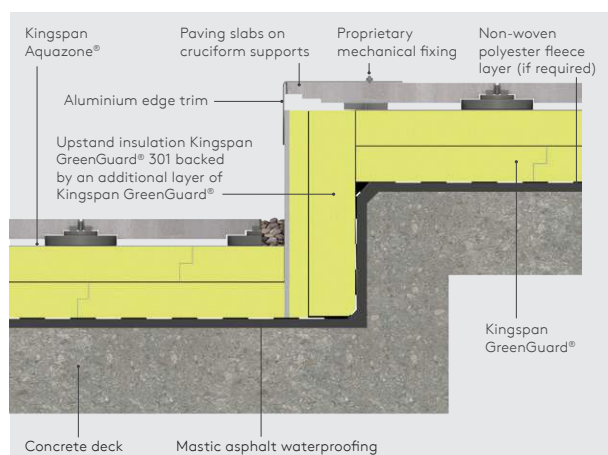 Kingspan
Aquazone®
Paving slabs on
cruciform supports
Proprietary
mechanical fixing
Non-woven
polyester fleece
layer (if required)
Aluminium edge trim
Upstand insulation Kingspan
GreenGuard® 301 backed
by an additional layer of
Kingspan GreenGuard®
Kingspan
GreenGuard®
Concrete deck
Mastic asphalt waterproofing